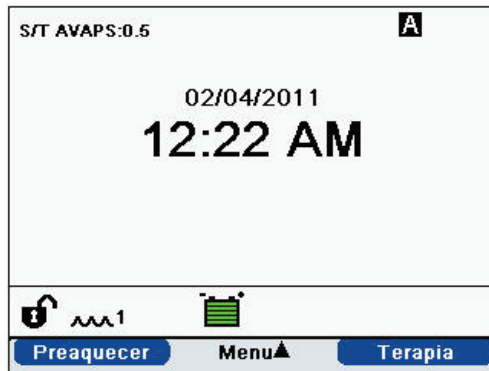 S/T AVAPS:0.5 A
02/04/2011
12:22 AM
1
Preaquecer Menu▲ Terapia